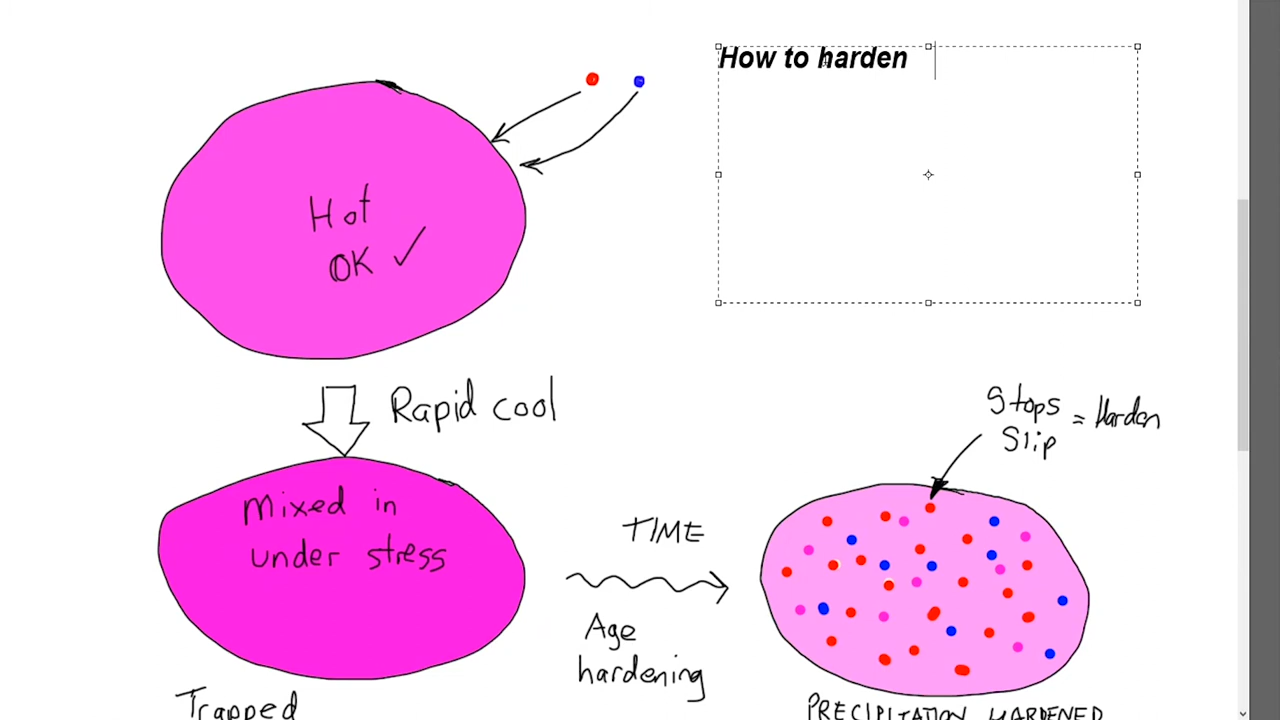 How to harden
Hot
OK
Rapid cool
Stops
Slip
= Harden
Mixed in
under stress
TIME
Age
hardening
Trapped
PRECIPITATION HARDENED